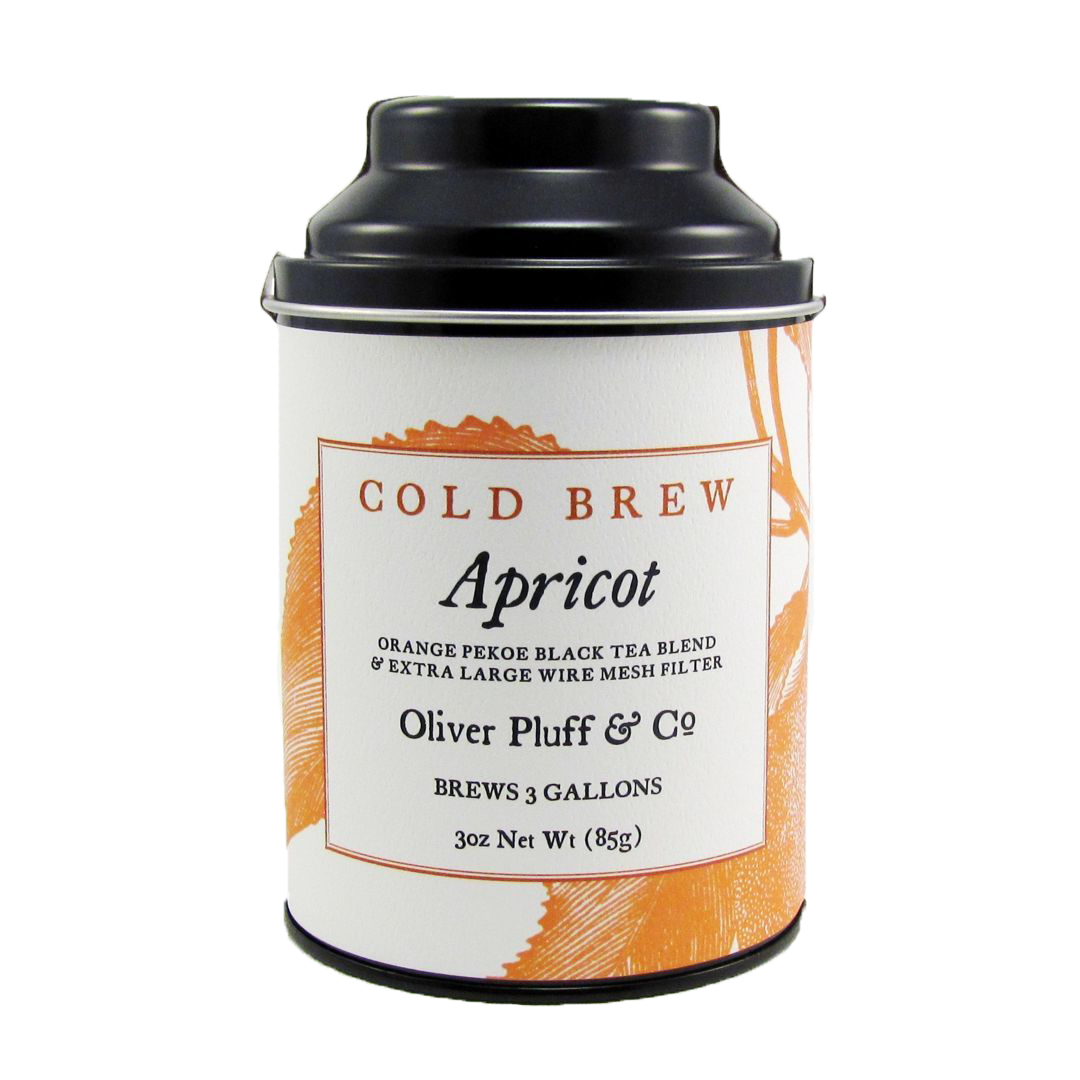 COLD BREW
Apricot
ORANGE PEKOE BLACK TEA BLEND
& EXTRA LARGE WIRE MESH FILTER
Oliver Pluff & Cº
BREWS 3 GALLONS
3oz Net Wt (85g)